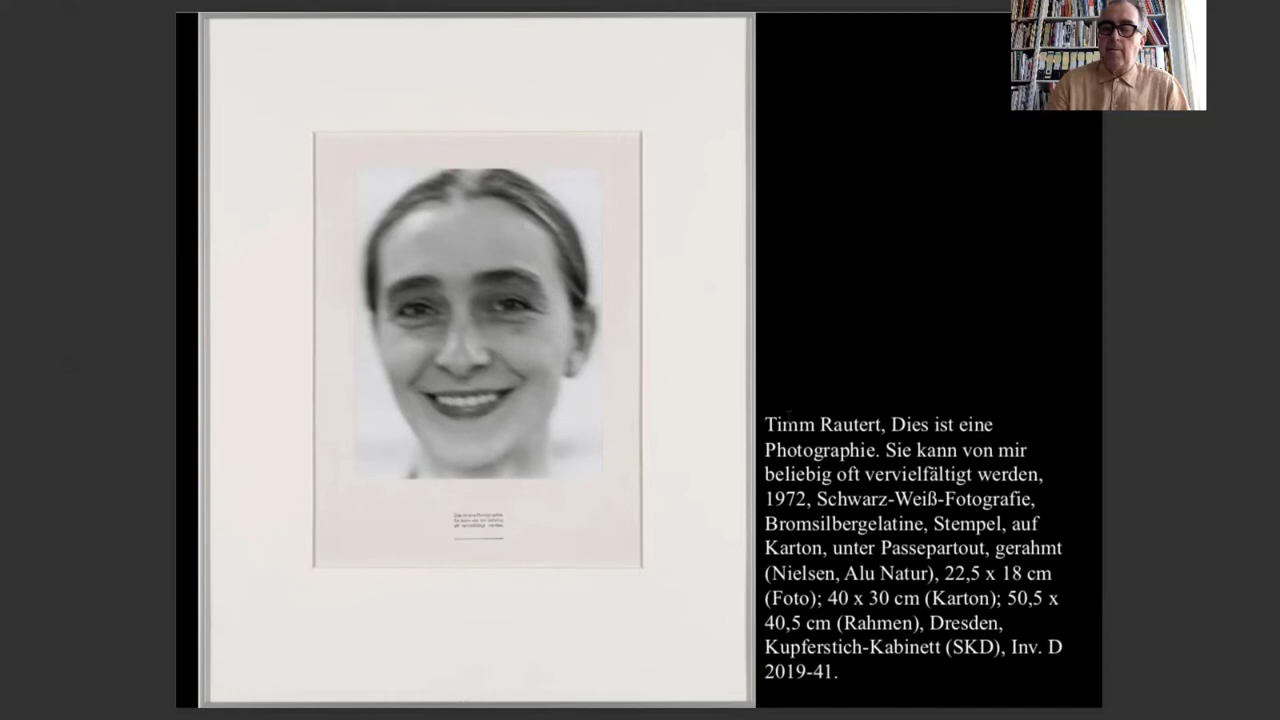 Timm Rautert, Dies ist eine
Photographie. Sie kann von mir
beliebig oft vervielfältigt werden,
1972, Schwarz-Weiß-Fotografie,
Bromsilbergelatine, Stempel, auf
Karton, unter Passepartout, gerahmt
(Nielsen, Alu Natur), 22,5 x 18 cm
(Foto); 40 x 30 cm (Karton); 50,5 x
40,5 cm (Rahmen), Dresden,
Kupferstich-Kabinett (SKD), Inv. D
2019-41.